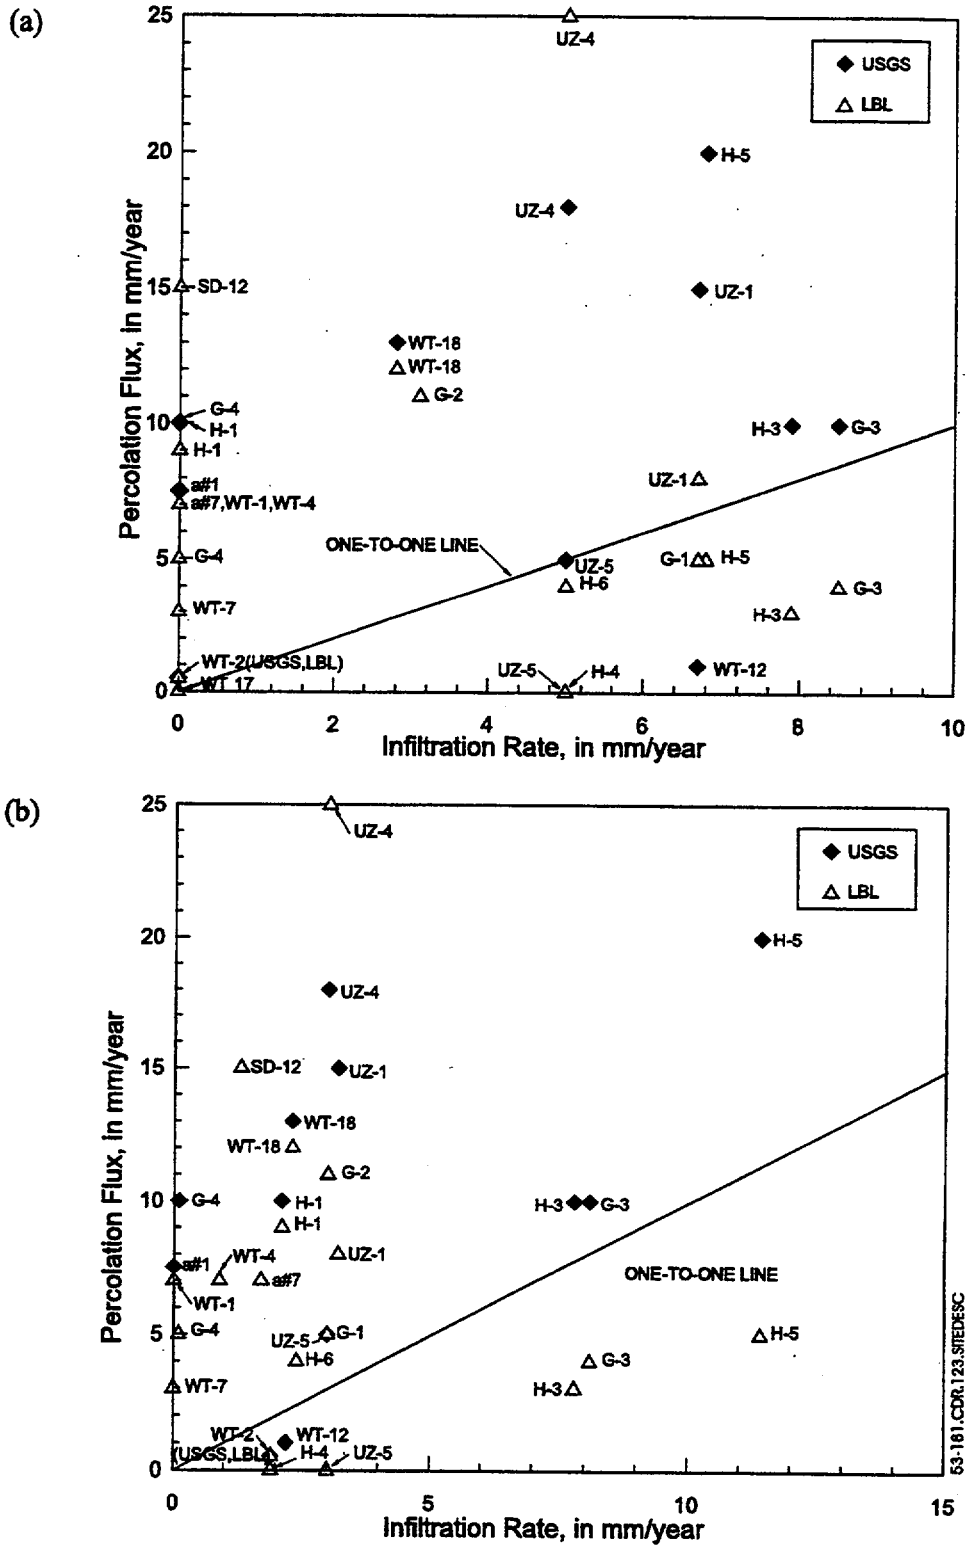 (a)
25
UZ-4
USGS
LBL
20
H-5
UZ-4
Percolation Flux, in mm/year
15
SD-12
UZ-1
WT-18
WT-18
G-2
10
G-4
H-1
H-3
G-3
H-1
a#1
UZ-1
a#7,WT-1,WT-4
ONE-TO-ONE LINE
5
G-4
UZ-5
G-1
H-5
H-6
G-3
WT-7
H-3
WT-2(USGS,LBL)
UZ-5
H-4
WT-12
WT 17
0
0 2 4 6 8 10
Infiltration Rate, in mm/year
(b)
25
UZ-4
USGS
LBL
20
H-5
UZ-4
Percolation Flux, in mm/year
15
SD-12
UZ-1
WT-18
WT-18
G-2
10
G-4
H-1
H-3
G-3
H-1
WT-4
UZ-1
a#1
a#7
ONE-TO-ONE LINE
WT-1
5
G-4
G-1
UZ-5
H-5
H-6
G-3
WT-7
H-3
WT-2
WT-12
(USGS,LBL)
H-4
UZ-5
0
0 5 10 15
Infiltration Rate, in mm/year
53-181.CDR.123.SITEDESC